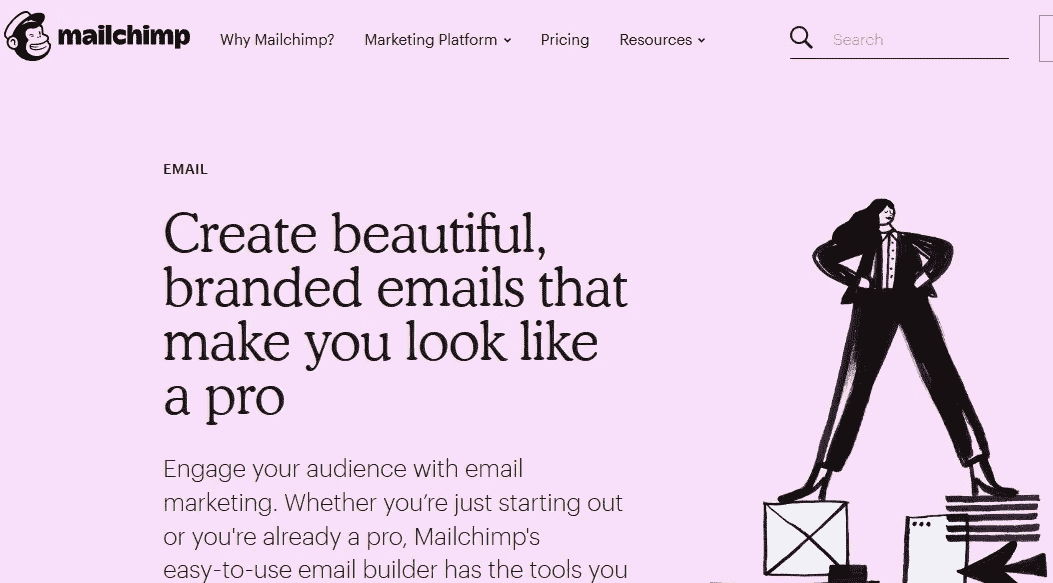 mailchimp
Why Mailchimp?
Marketing Platform
Pricing
Resources
Search
EMAIL
Create beautiful,
branded emails that
make you look like
a pro
Engage your audience with email
marketing. Whether you’re just starting out
or you're already a pro, Mailchimp's
easy-to-use email builder has the tools you